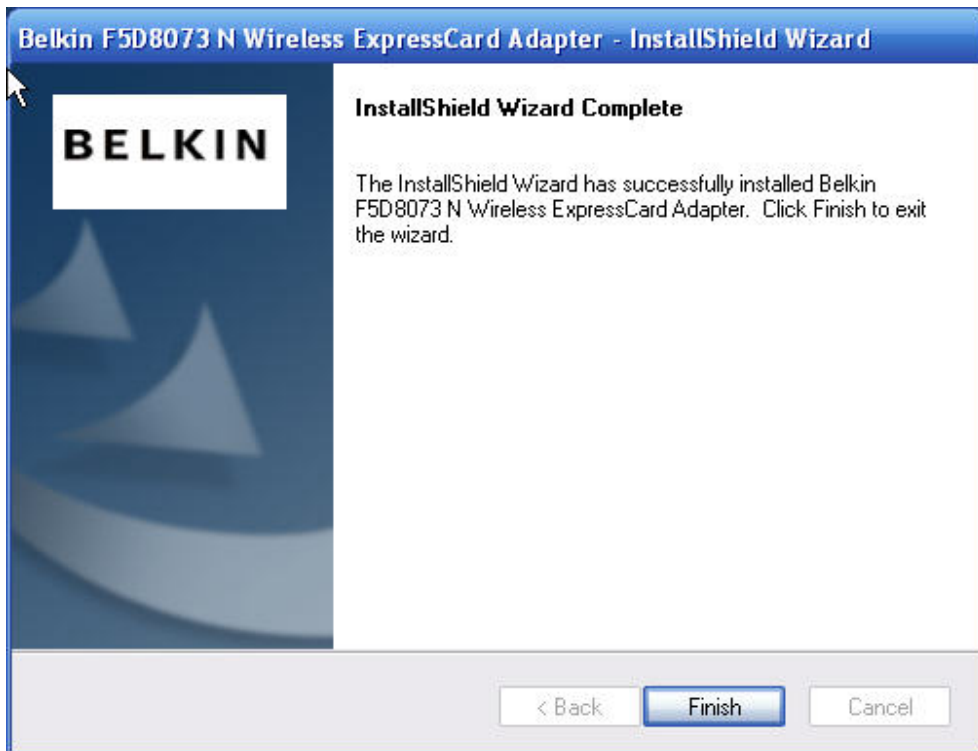 Belkin F5D8073 N Wireless ExpressCard Adapter - InstallShield Wizard
BELKIN
InstallShield Wizard Complete
The InstallShield Wizard has successfully installed Belkin
F5D8073 N Wireless ExpressCard Adapter. Click Finish to exit
the wizard.
< Back
Finish
Cancel